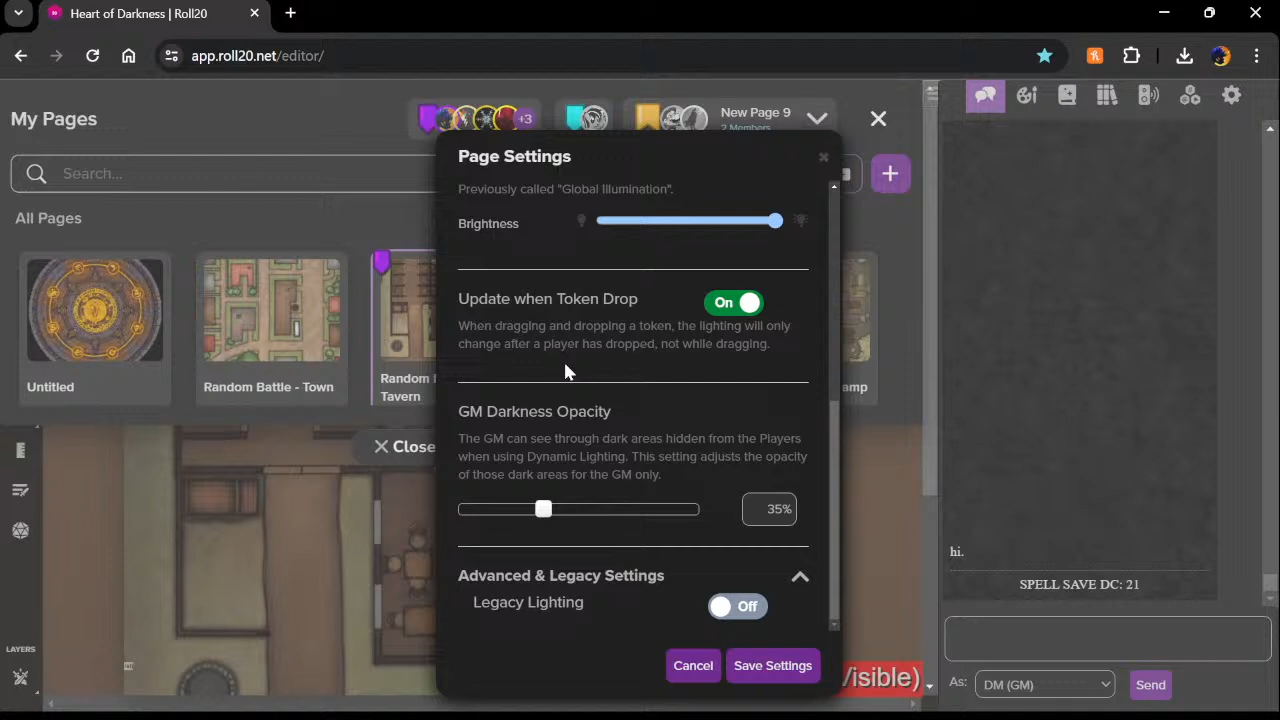 Heart of Darkness | Roll20
app.roll20.net/editor/
My Pages
+3
New Page 9
2 Members
Search...
All Pages
Untitled
Random Battle - Town
Random
Tavern
amp
Close
Page Settings
Previously called "Global Illumination".
Brightness
Update when Token Drop
On
When dragging and dropping a token, the lighting will only
change after a player has dropped, not while dragging.
GM Darkness Opacity
The GM can see through dark areas hidden from the Players
when using Dynamic Lighting. This setting adjusts the opacity
of those dark areas for the GM only.
35%
Advanced & Legacy Settings
Legacy Lighting
Off
Cancel
Save Settings
LAYERS
/isible)
hi.
SPELL SAVE DC: 21
As:
DM (GM)
Send